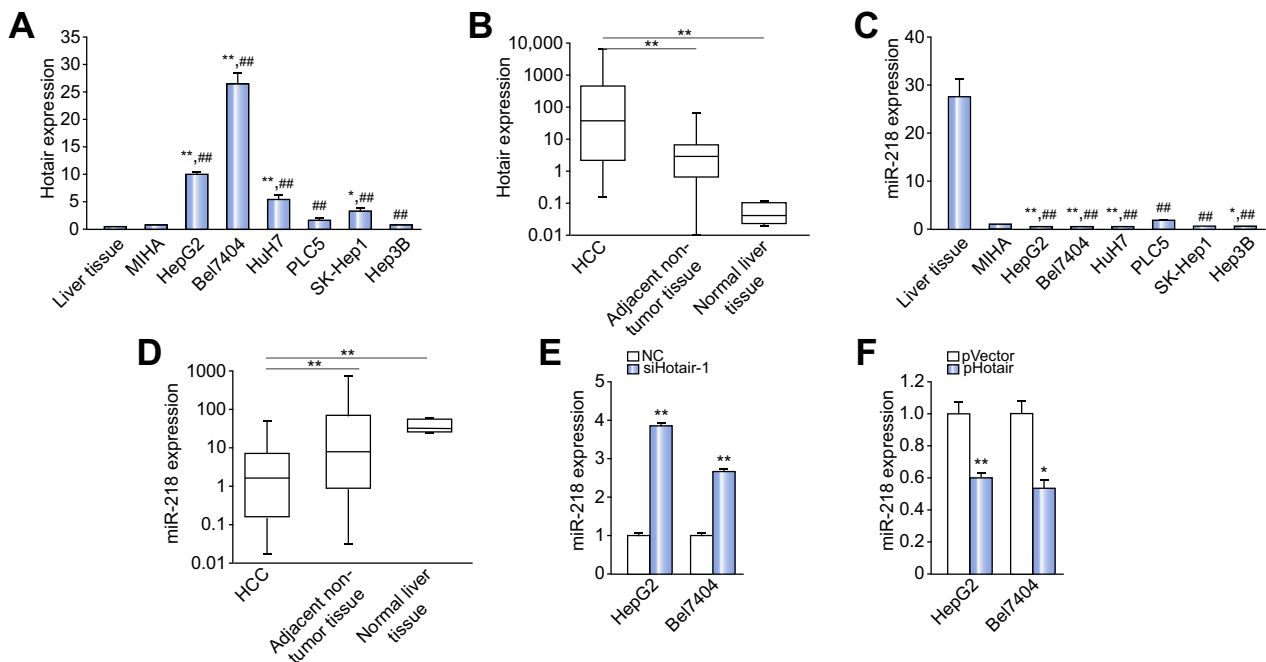 A
Hotair expression
35
30
25
20
15
10
5
0
**,##
**,##
**,##
##
*,##
##
Liver tissue
MIHA
HepG2
Bel7404
HuH7
PLC5
SK-Hep1
Hep3B
B
Hotair expression
10,000
1000
100
10
1
0.1
0.01
**
**
HCC
Adjacent non-
tumor tissue
Normal liver
tissue
C
miR-218 expression
40
30
20
10
0
**,##
**,##
**,##
##
##
*,##
Liver tissue
MIHA
HepG2
Bel7404
HuH7
PLC5
SK-Hep1
Hep3B
D
miR-218 expression
1000
100
10
1
0.1
0.01
**
**
HCC
Adjacent non-
tumor tissue
Normal liver
tissue
E
NC
siHotair-1
miR-218 expression
5
4
3
2
1
0
**
**
HepG2
Bel7404
F
pVector
pHotair
miR-218 expression
1.2
1.0
0.8
0.6
0.4
0.2
0
**
*
HepG2
Bel7404